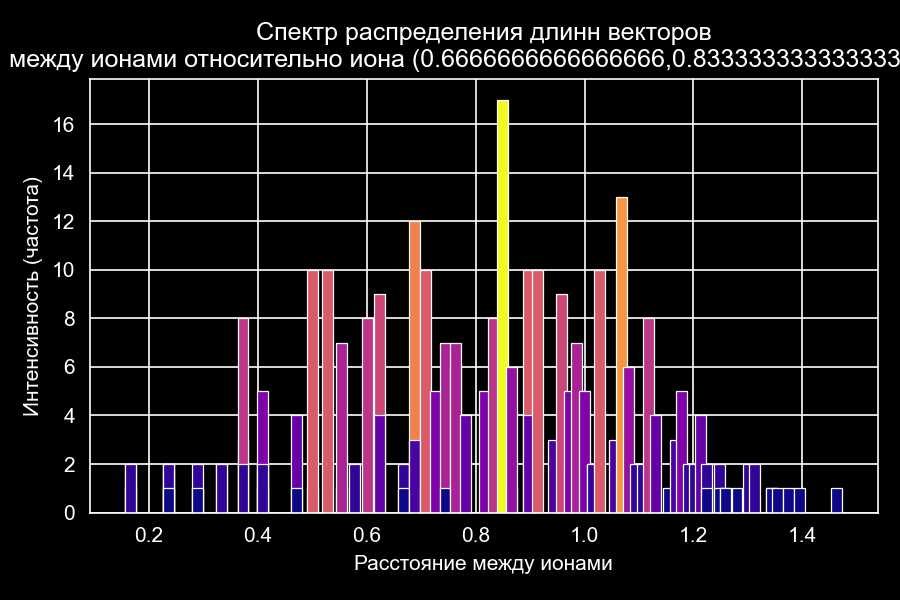 Спектр распределения длинн векторов
между ионами относительно иона (0.6666666666666666,0.833333333333333
Интенсивность (частота)
16
14
12
10
8
6
4
2
0
0.2 0.4 0.6 0.8 1.0 1.2 1.4
Расстояние между ионами